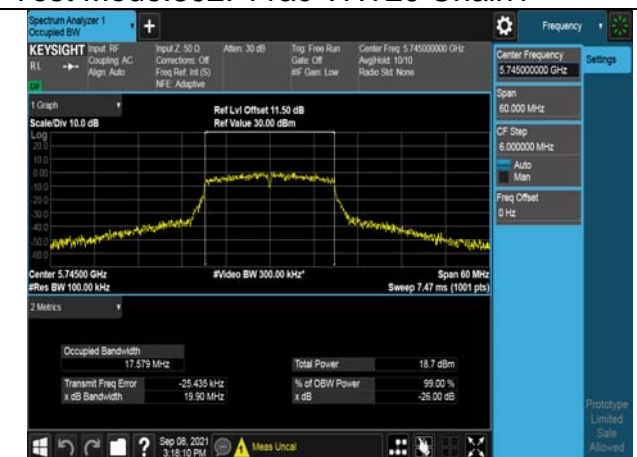 Spectrum Analyzer 1
Occupied BW
Frequency
KEYSIGHT
RL
Input: RF
Coupling: AC
Align: Auto
Input Z: 50 Ω
Corrections: Off
Freq Ref: Int (S)
NFE: Adaptive
Atten: 30 dB
Trig: Free Run
Gate: Off
#IF Gain: Low
Center Freq: 5.745000000 GHz
Avg|Hold: 10/10
Radio Std: None
Center Frequency
5.745000000 GHz
Settings
Span
60.000 MHz
CF Step
6.000000 MHz
Auto
Man
Freq Offset
0 Hz
1 Graph
Scale/Div 10.0 dB
Ref Lvl Offset 11.50 dB
Ref Value 30.00 dBm
Log
20.0
10.0
0.00
-10.0
-20.0
-30.0
-40.0
-50.0
-60.0
Center 5.74500 GHz
#Res BW 100.00 kHz
#Video BW 300.00 kHz*
Span 60 MHz
Sweep 7.47 ms (1001 pts)
2 Metrics
Occupied Bandwidth
17.579 MHz
Total Power 18.7 dBm
Transmit Freq Error -25.435 kHz
% of OBW Power 99.00 %
x dB Bandwidth 19.90 MHz
x dB -26.00 dB
Prototype
Limited
Sale
Allowed
Sep 08, 2021
3:18:10 PM
Meas Uncal